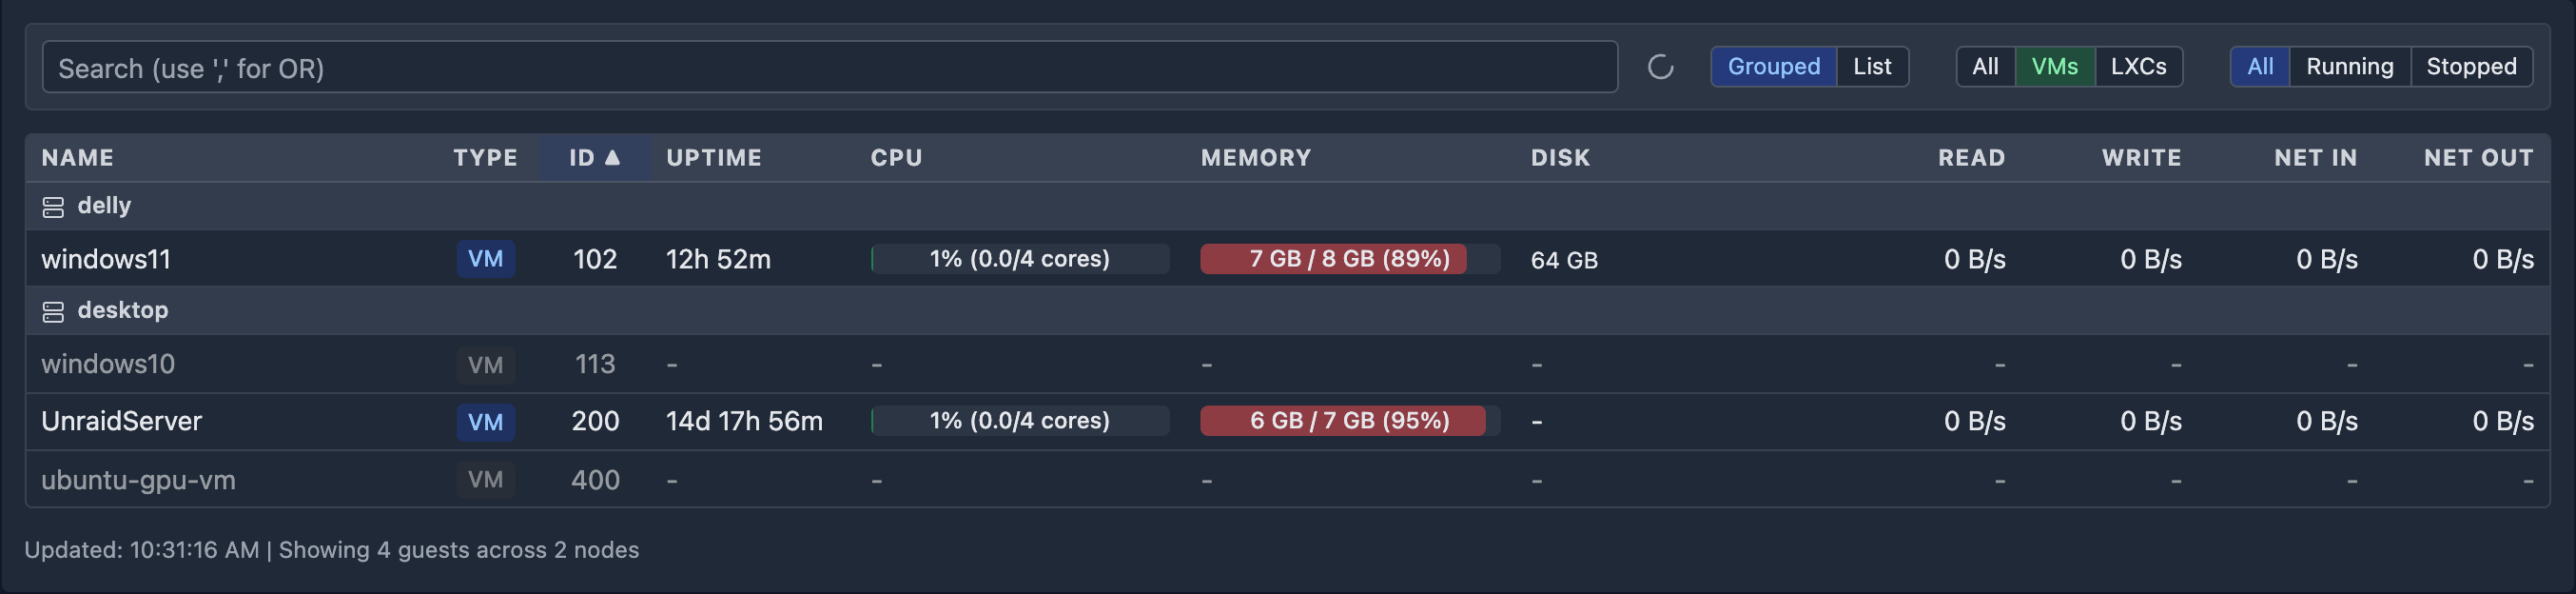 Search (use ',' for OR) Grouped List All VMs LXCs All Running Stopped
NAME TYPE ID ▲ UPTIME CPU MEMORY DISK READ WRITE NET IN NET OUT
delly
windows11 VM 102 12h 52m 1% (0.0/4 cores) 7 GB / 8 GB (89%) 64 GB 0 B/s 0 B/s 0 B/s 0 B/s
desktop
windows10 VM 113 - - - - - - - -
UnraidServer VM 200 14d 17h 56m 1% (0.0/4 cores) 6 GB / 7 GB (95%) - 0 B/s 0 B/s 0 B/s 0 B/s
ubuntu-gpu-vm VM 400 - - - - - - - -
Updated: 10:31:16 AM | Showing 4 guests across 2 nodes